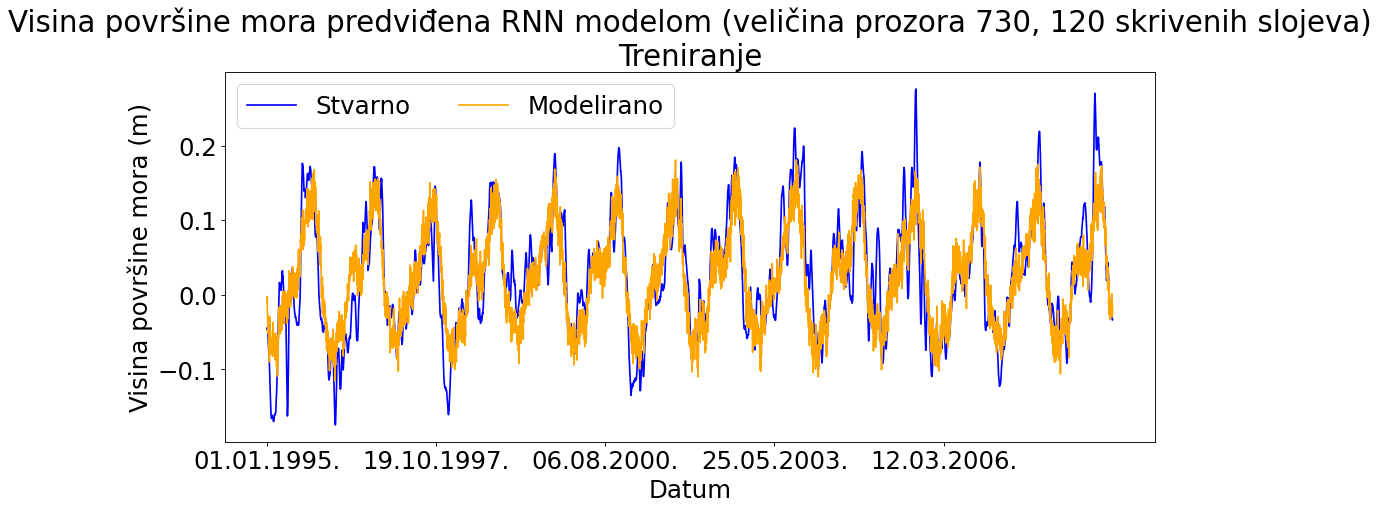 Visina površine mora predviđena RNN modelom (veličina prozora 730, 120 skrivenih slojeva)
Treniranje
Stvarno
Modelirano
Visina površine mora (m)
0.2
0.1
0.0
−0.1
01.01.1995.
19.10.1997.
06.08.2000.
25.05.2003.
12.03.2006.
Datum